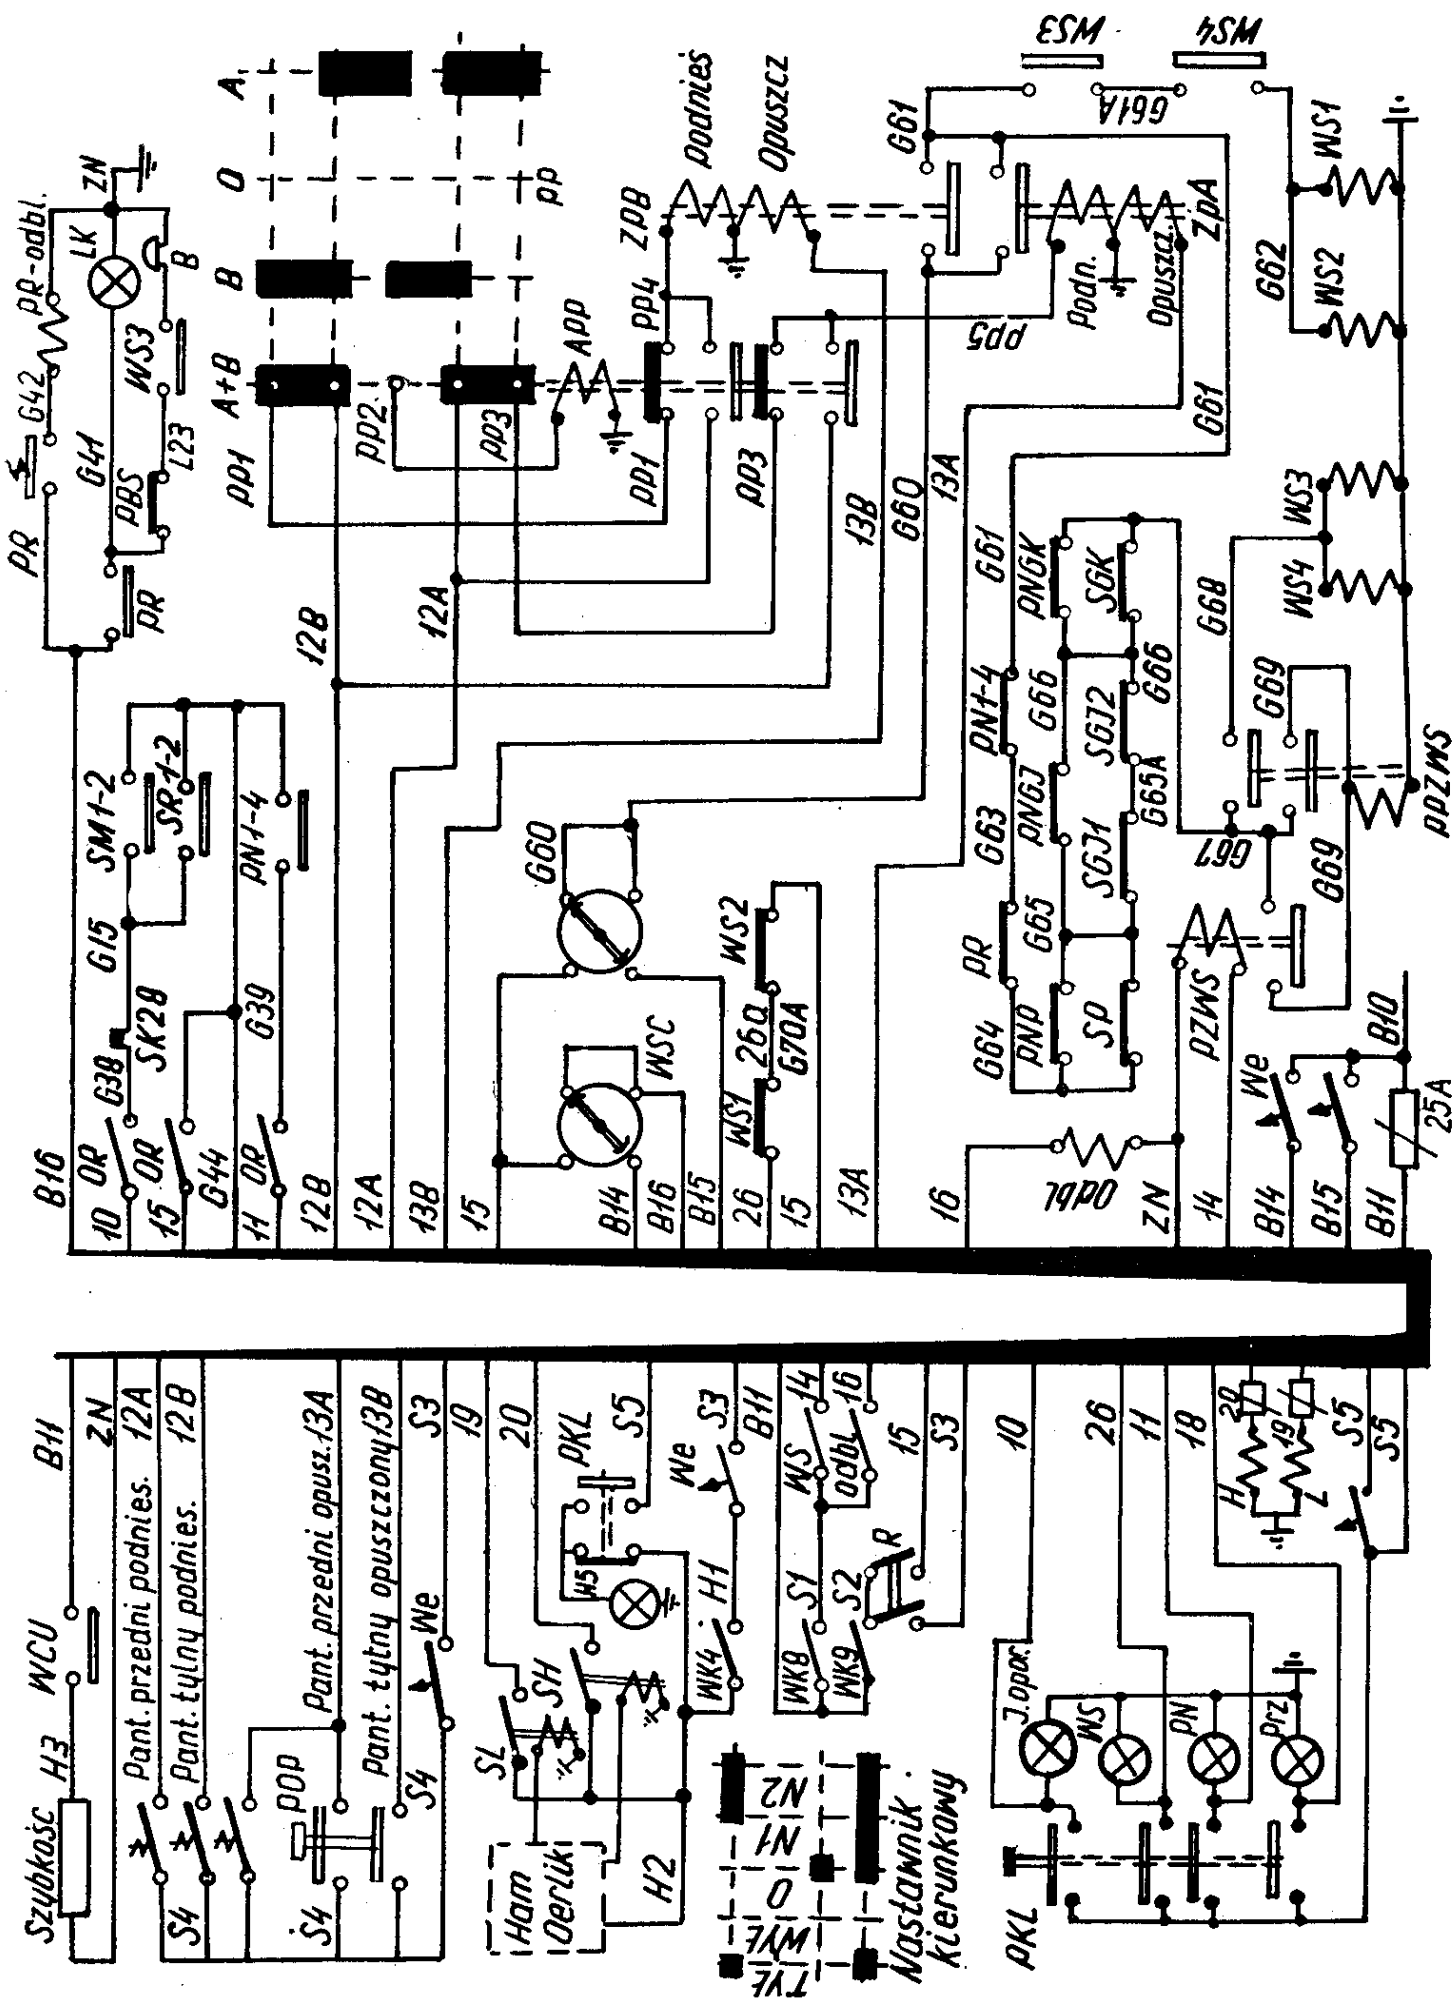 B16
10
OR
G38
SK28
G15
SM1-2
SR1-2
15
OR
G44
11
OR
G39
PN1-4
PR
PR
G41
PBS
L23
WS3
B
G42
PR-odbl.
LK
ZN
12B
12A
13B
15
12B
12A
PP1
A+B
B
O
A
PP
PP2
PP3
APP
PP1
PP4
PP3
13B
G60
13A
ZPB
Podnieś
Opuszcz
PP5
Podn.
Opuszcz.
ZPA
G61
G61
WS3
G61A
WS4
G62
WS1
WS2
WS3
WS4
G60
WSC
B14
B16
B15
26
15
WS1
26a
G70A
WS2
13A
16
Odbl
ZN
14
B14
B15
B11
We
B10
25A
G64
PR
G63
PN1-4
G61
PNP
G65
PNGJ
G66
PNGK
SP
SGJ1
G65A
SGJ2
G66
SGK
G67
G68
G69
G69
PZWS
PPZWS
Szybkość
H3
WCU
B11
ZN
Pant. przedni podnies.
12A
Pant. tylny podnies.
12B
S4
POP
S4
Pant. przedni opusz.
13A
Pant. tylny opuszczony
13B
S4
We
S3
19
20
SL
SH
H5
PKL
S5
Ham
Oerlik
H2
WK4
H1
We
S3
B11
WK8
S1
WS
14
WK9
S2
odbl
16
R
15
S3
TYŁ
WYŁ
O
N1
N2
Nastawnik
kierunkowy
10
26
11
18
20
19
H
L
S5
S5
PKL
J.opór.
WS
PN
Prz